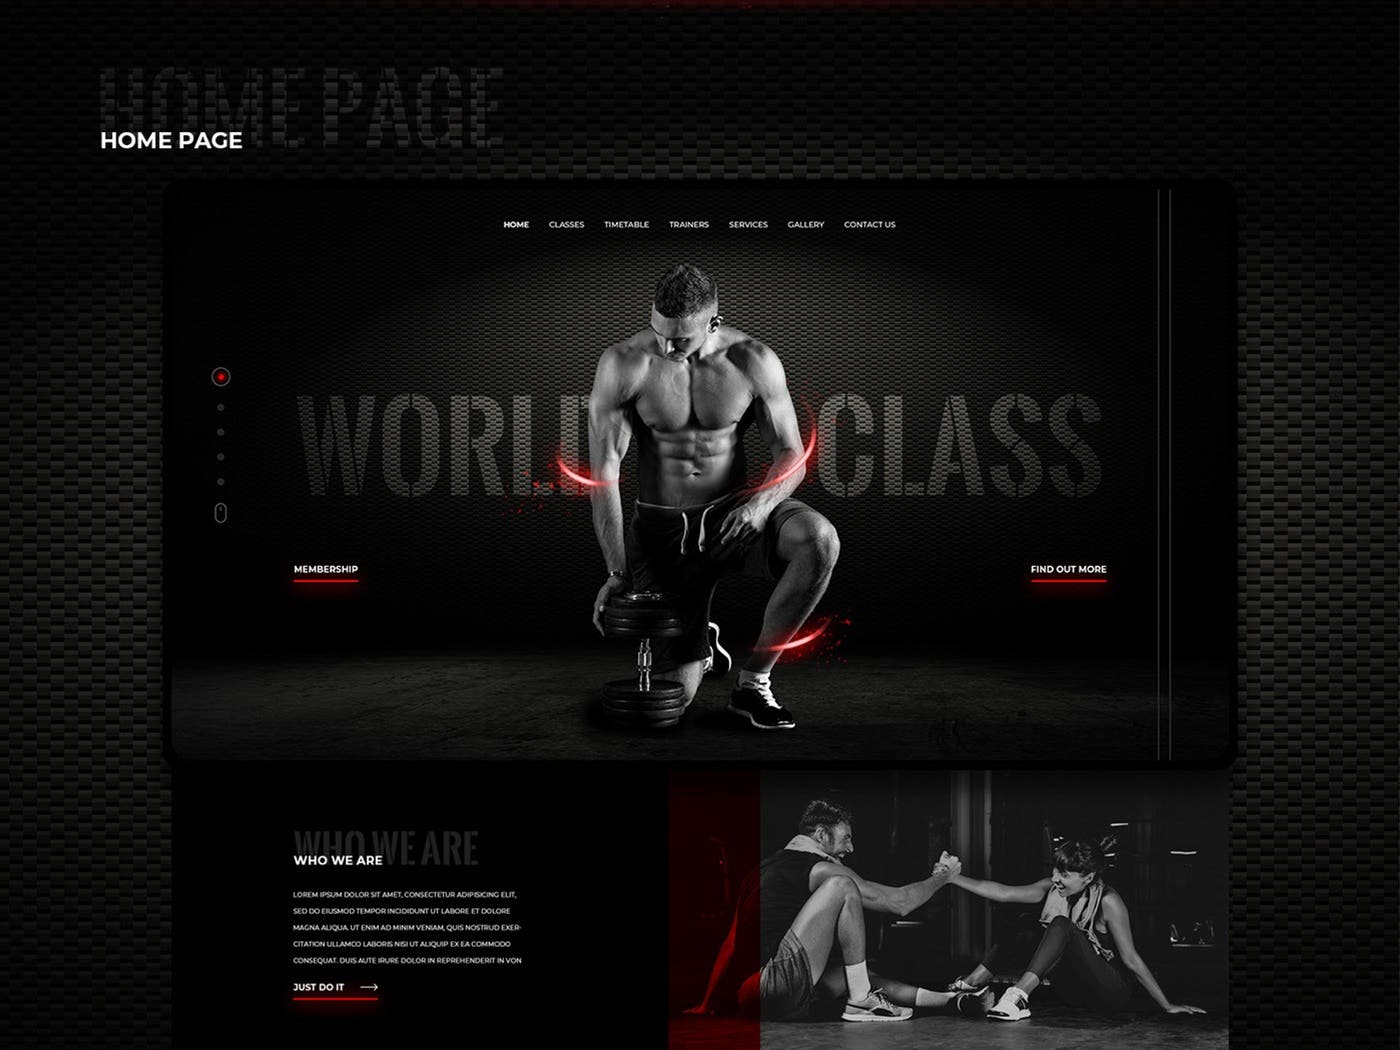 HOME PAGE
HOME PAGE
HOME
CLASSES
TIMETABLE
TRAINERS
SERVICES
GALLERY
CONTACT US
WORLD CLASS
MEMBERSHIP
FIND OUT MORE
WHO WE ARE
WHO WE ARE
LOREM IPSUM DOLOR SIT AMET, CONSECTETUR ADIPISICING ELIT,
SED DO EIUSMOD TEMPOR INCIDIDUNT UT LABORE ET DOLORE
MAGNA ALIQUA. UT ENIM AD MINIM VENIAM, QUIS NOSTRUD EXER-
CITATION ULLAMCO LABORIS NISI UT ALIQUIP EX EA COMMODO
CONSEQUAT. DUIS AUTE IRURE DOLOR IN REPREHENDERIT IN VON
JUST DO IT